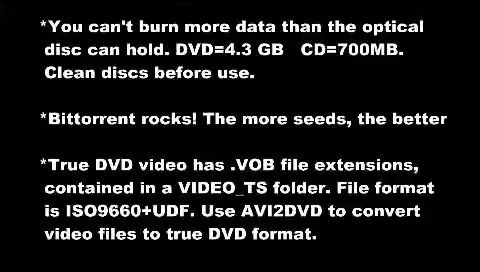 *You can't burn more data than the optical
disc can hold. DVD=4.3 GB   CD=700MB.
Clean discs before use.
*Bittorrent rocks! The more seeds, the better
*True DVD video has .VOB file extensions,
contained in a VIDEO_TS folder. File format
is ISO9660+UDF. Use AVI2DVD to convert
video files to true DVD format.